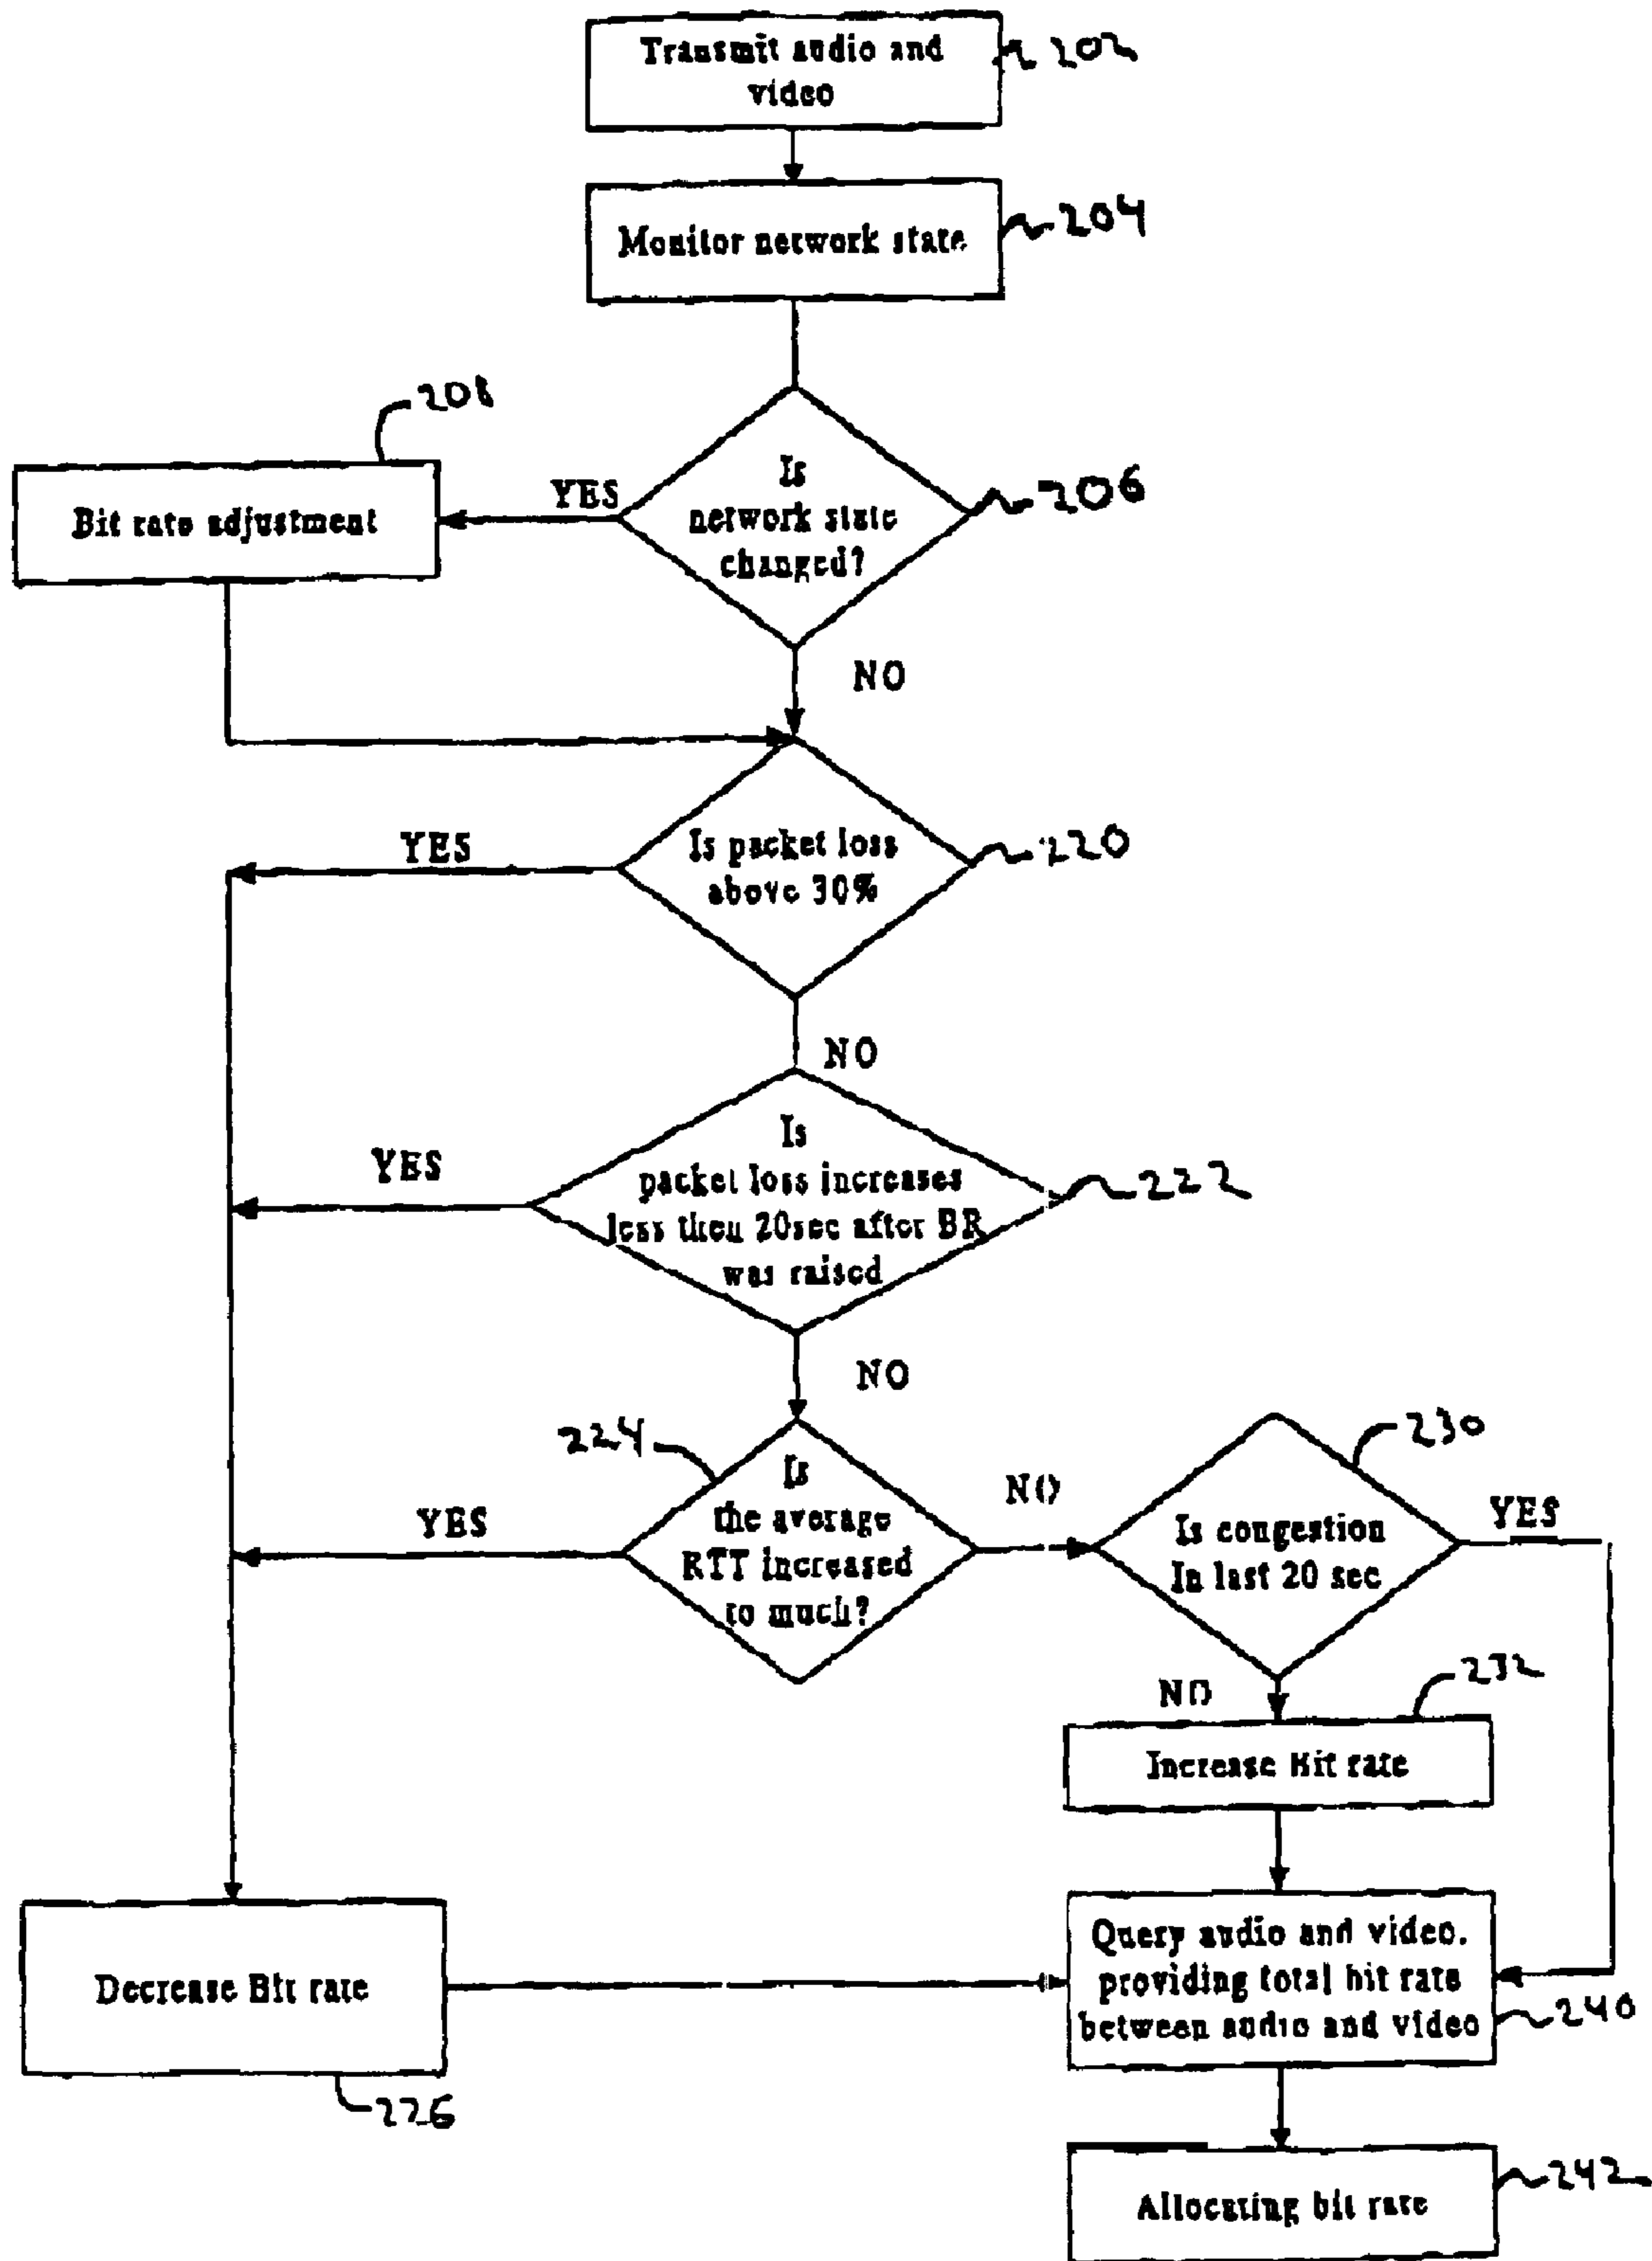 Transmit audio and
video
202
Monitor network state
204
208
Is
network state
changed?
YES
206
Bit rate adjustment
NO
Is packet loss
above 30%
YES
220
NO
Is
packet loss increases
less then 20sec after BR
was raised
YES
222
NO
224
Is
the average
RTT increased
to much?
YES
NO
230
Is congestion
In last 20 sec
YES
NO
232
Increase Bit rate
Decrease Bit rate
226
Query audio and video.
providing total bit rate
between audio and video
240
Allocating bit rate
242